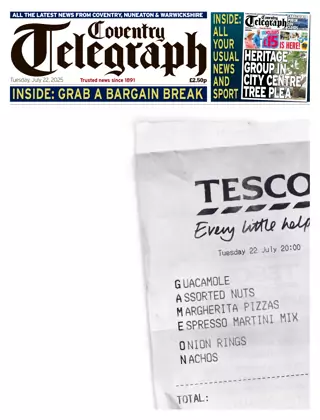 ALL THE LATEST NEWS FROM COVENTRY, NUNEATON & WARWICKSHIRE
Coventry
Telegraph
Tuesday July 22, 2025
Trusted news since 1891
£2.50p
INSIDE: GRAB A BARGAIN BREAK
INSIDE:
ALL
YOUR
USUAL
NEWS
AND
SPORT
Coventry
Telegraph
IS HERE!
HERITAGE
GROUP IN
CITY CENTRE
TREE PLEA
TESCO
Every little help
Tuesday 22 July 20:00
GUACAMOLE
ASSORTED NUTS
MARGHERITA PIZZAS
ESPRESSO MARTINI MIX
ONION RINGS
NACHOS
TOTAL: